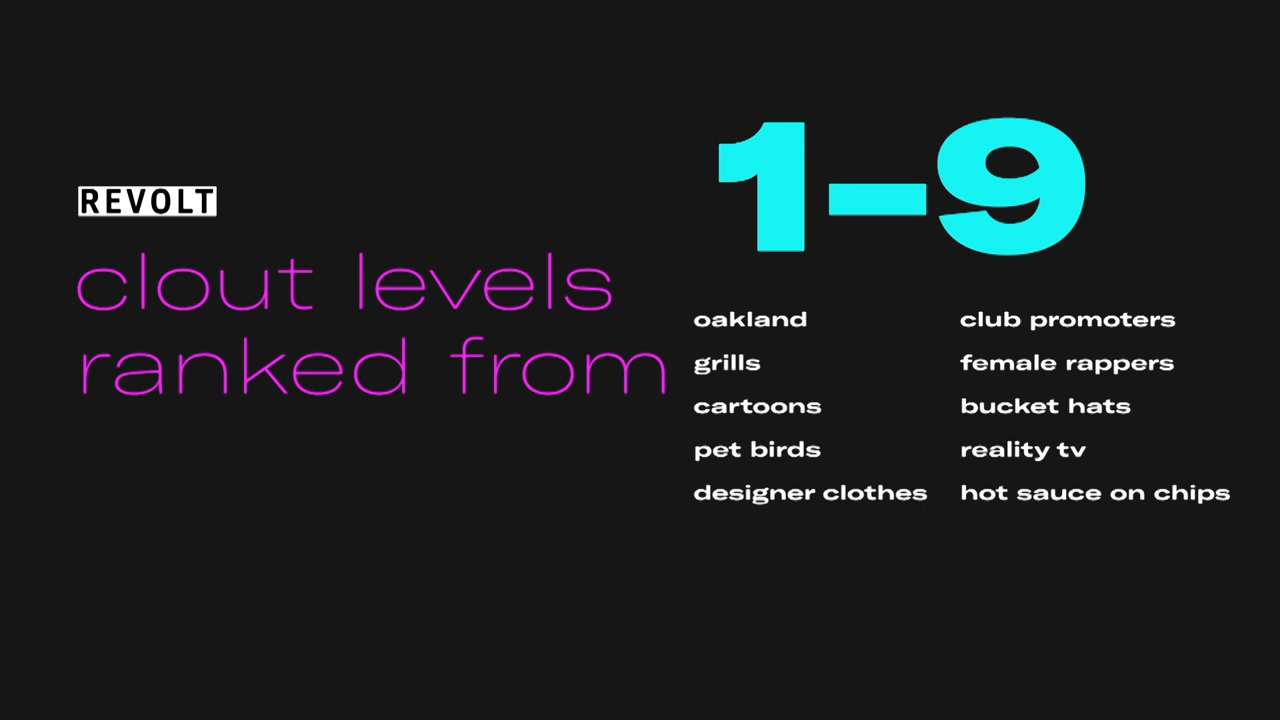 REVOLT
clout levels
ranked from
1–9
oakland
grills
cartoons
pet birds
designer clothes
club promoters
female rappers
bucket hats
reality tv
hot sauce on chips